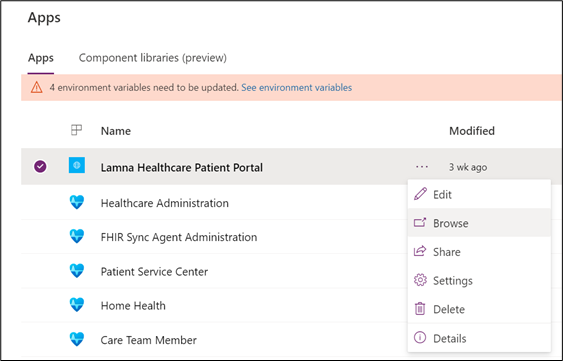 Apps
Apps Component libraries (preview)
4 environment variables need to be updated. See environment variables
Name Modified
Lamna Healthcare Patient Portal ... 3 wk ago
Healthcare Administration
FHIR Sync Agent Administration
Patient Service Center
Home Health
Care Team Member
Edit
Browse
Share
Settings
Delete
Details